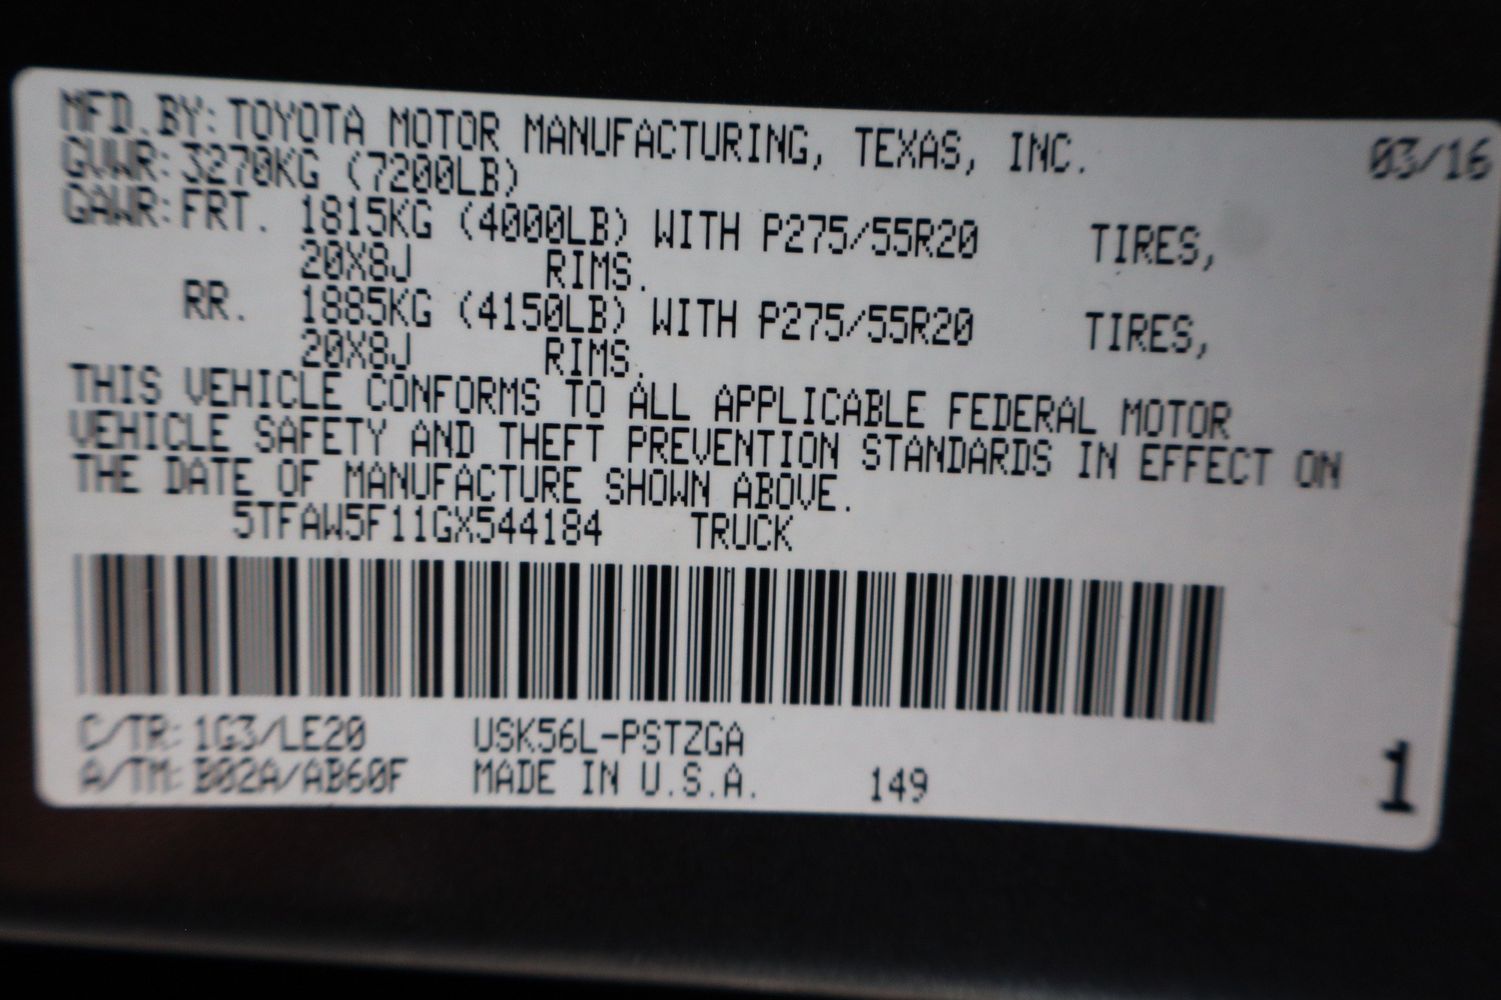 MFD.BY:TOYOTA MOTOR MANUFACTURING, TEXAS, INC. 03/16
GVWR:3270KG (7200LB)
GAWR:FRT. 1815KG (4000LB) WITH P275/55R20 TIRES,
20X8J RIMS.
RR. 1885KG (4150LB) WITH P275/55R20 TIRES,
20X8J RIMS.
THIS VEHICLE CONFORMS TO ALL APPLICABLE FEDERAL MOTOR
VEHICLE SAFETY AND THEFT PREVENTION STANDARDS IN EFFECT ON
THE DATE OF MANUFACTURE SHOWN ABOVE.
5TFAW5F11GX544184 TRUCK
C/TR:1G3/LE20 USK56L-PSTZGA
A/TM:B02A/AB60F MADE IN U.S.A. 149
1